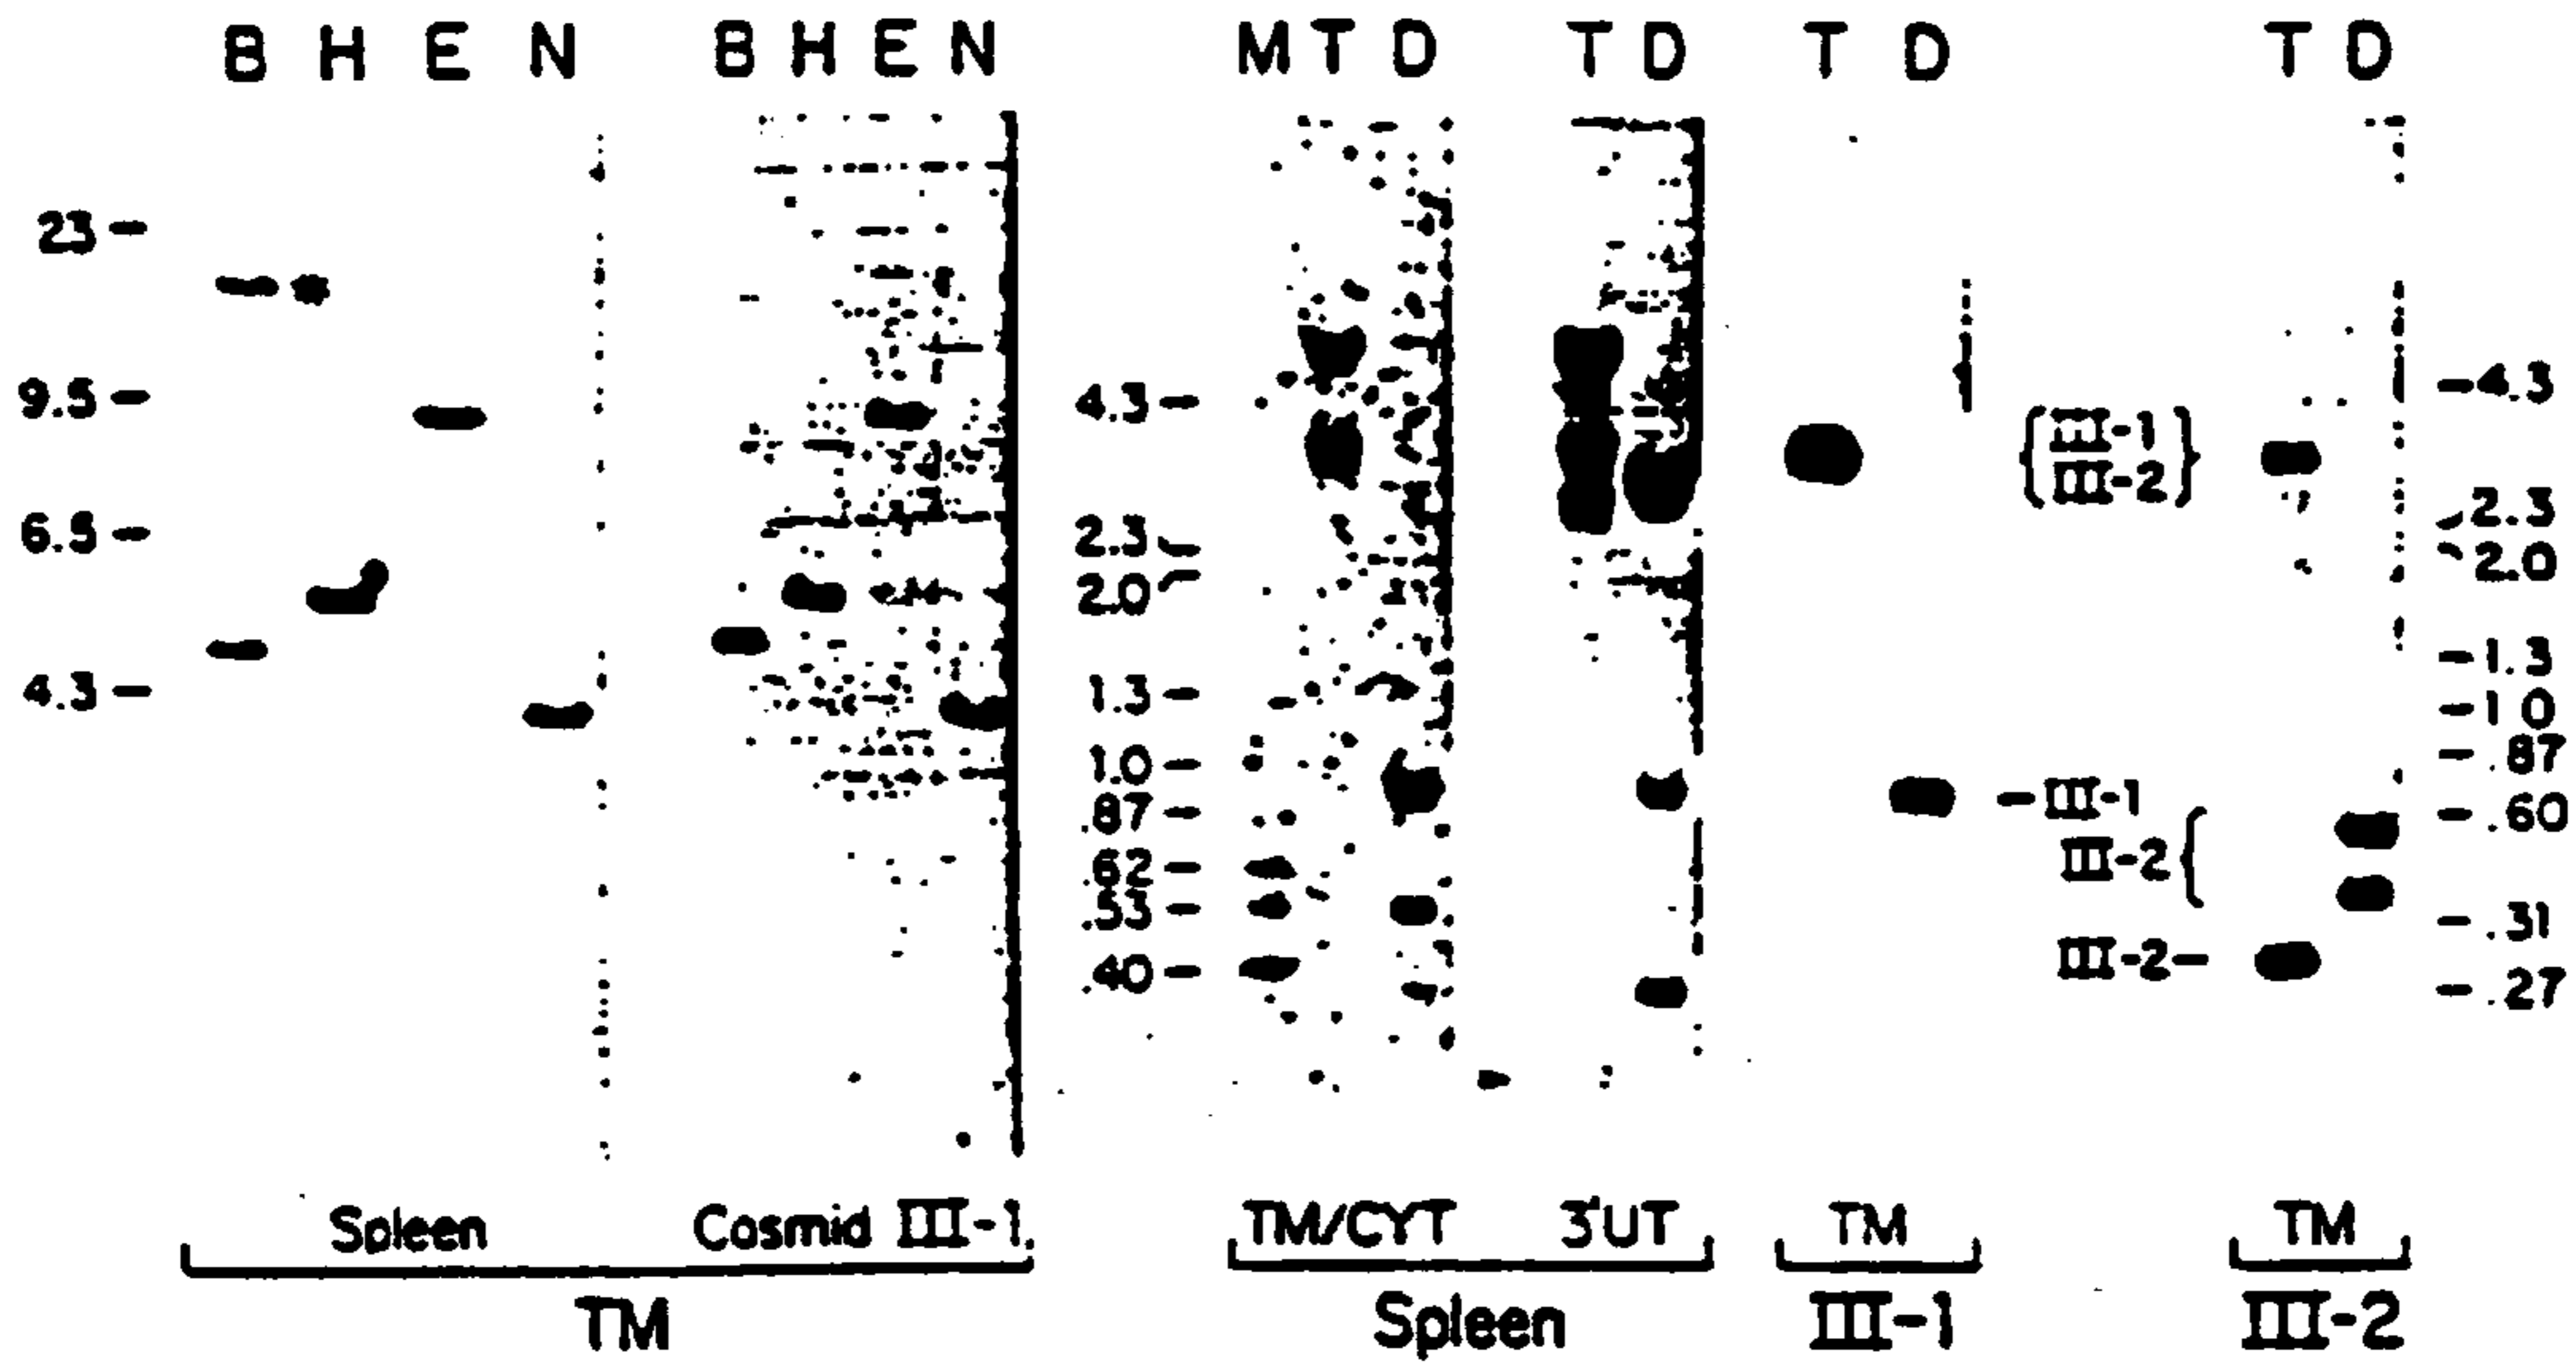 B H E N B H E N M T D T D T D T D
23
9.5
6.5
4.3
4.3
2.3
2.0
1.3
1.0
.87
.62
.53
.40
III-1
III-2
III-1
III-2
III-2
4.3
2.3
2.0
1.3
1.0
.87
.60
.31
.27
Spleen Cosmid III-1 TM/CYT 3'UT TM TM
TM Spleen III-1 III-2